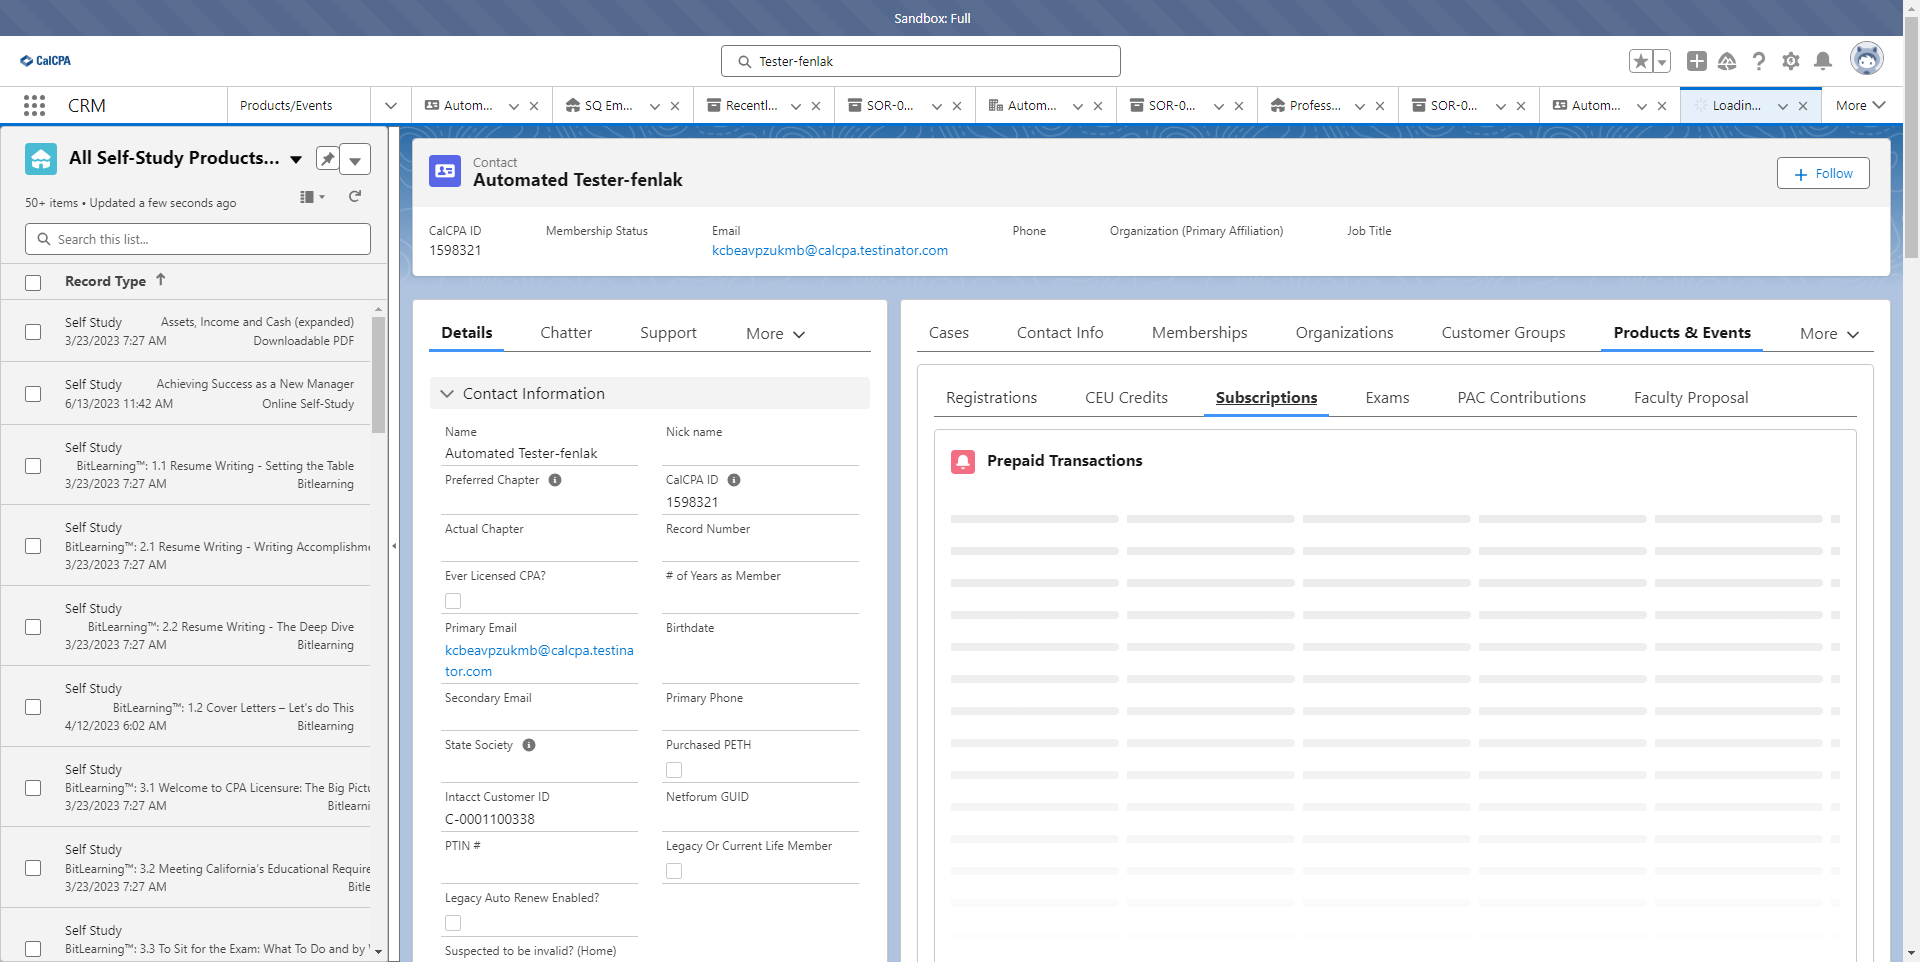 Sandbox: Full
CalCPA
Tester-fenlak
CRM
Products/Events
Autom...
SQ Em...
Recentl...
SOR-0...
Autom...
SOR-0...
Profess...
SOR-0...
Autom...
Loadin...
More
All Self-Study Products...
50+ items • Updated a few seconds ago
Search this list...
Record Type
Self Study
Assets, Income and Cash (expanded)
3/23/2023 7:27 AM
Downloadable PDF
Self Study
Achieving Success as a New Manager
6/13/2023 11:42 AM
Online Self-Study
Self Study
BitLearning™: 1.1 Resume Writing - Setting the Table
3/23/2023 7:27 AM
Bitlearning
Self Study
BitLearning™: 2.1 Resume Writing - Writing Accomplishme
3/23/2023 7:27 AM
Self Study
BitLearning™: 2.2 Resume Writing - The Deep Dive
3/23/2023 7:27 AM
Bitlearning
Self Study
BitLearning™: 1.2 Cover Letters – Let's do This
4/12/2023 6:02 AM
Bitlearning
Self Study
BitLearning™: 3.1 Welcome to CPA Licensure: The Big Pictu
3/23/2023 7:27 AM
Bitlearni
Self Study
BitLearning™: 3.2 Meeting California's Educational Require
3/23/2023 7:27 AM
Bitle
Self Study
BitLearning™: 3.3 To Sit for the Exam: What To Do and by
Contact
Automated Tester-fenlak
Follow
CalCPA ID
1598321
Membership Status
Email
kcbeavpzukmb@calcpa.testinator.com
Phone
Organization (Primary Affiliation)
Job Title
Details
Chatter
Support
More
Contact Information
Name
Automated Tester-fenlak
Nick name
Preferred Chapter
CalCPA ID
1598321
Actual Chapter
Record Number
Ever Licensed CPA?
# of Years as Member
Primary Email
kcbeavpzukmb@calcpa.testina
tor.com
Birthdate
Secondary Email
Primary Phone
State Society
Purchased PETH
Intacct Customer ID
C-0001100338
Netforum GUID
PTIN #
Legacy Or Current Life Member
Legacy Auto Renew Enabled?
Suspected to be invalid? (Home)
Cases
Contact Info
Memberships
Organizations
Customer Groups
Products & Events
More
Registrations
CEU Credits
Subscriptions
Exams
PAC Contributions
Faculty Proposal
Prepaid Transactions